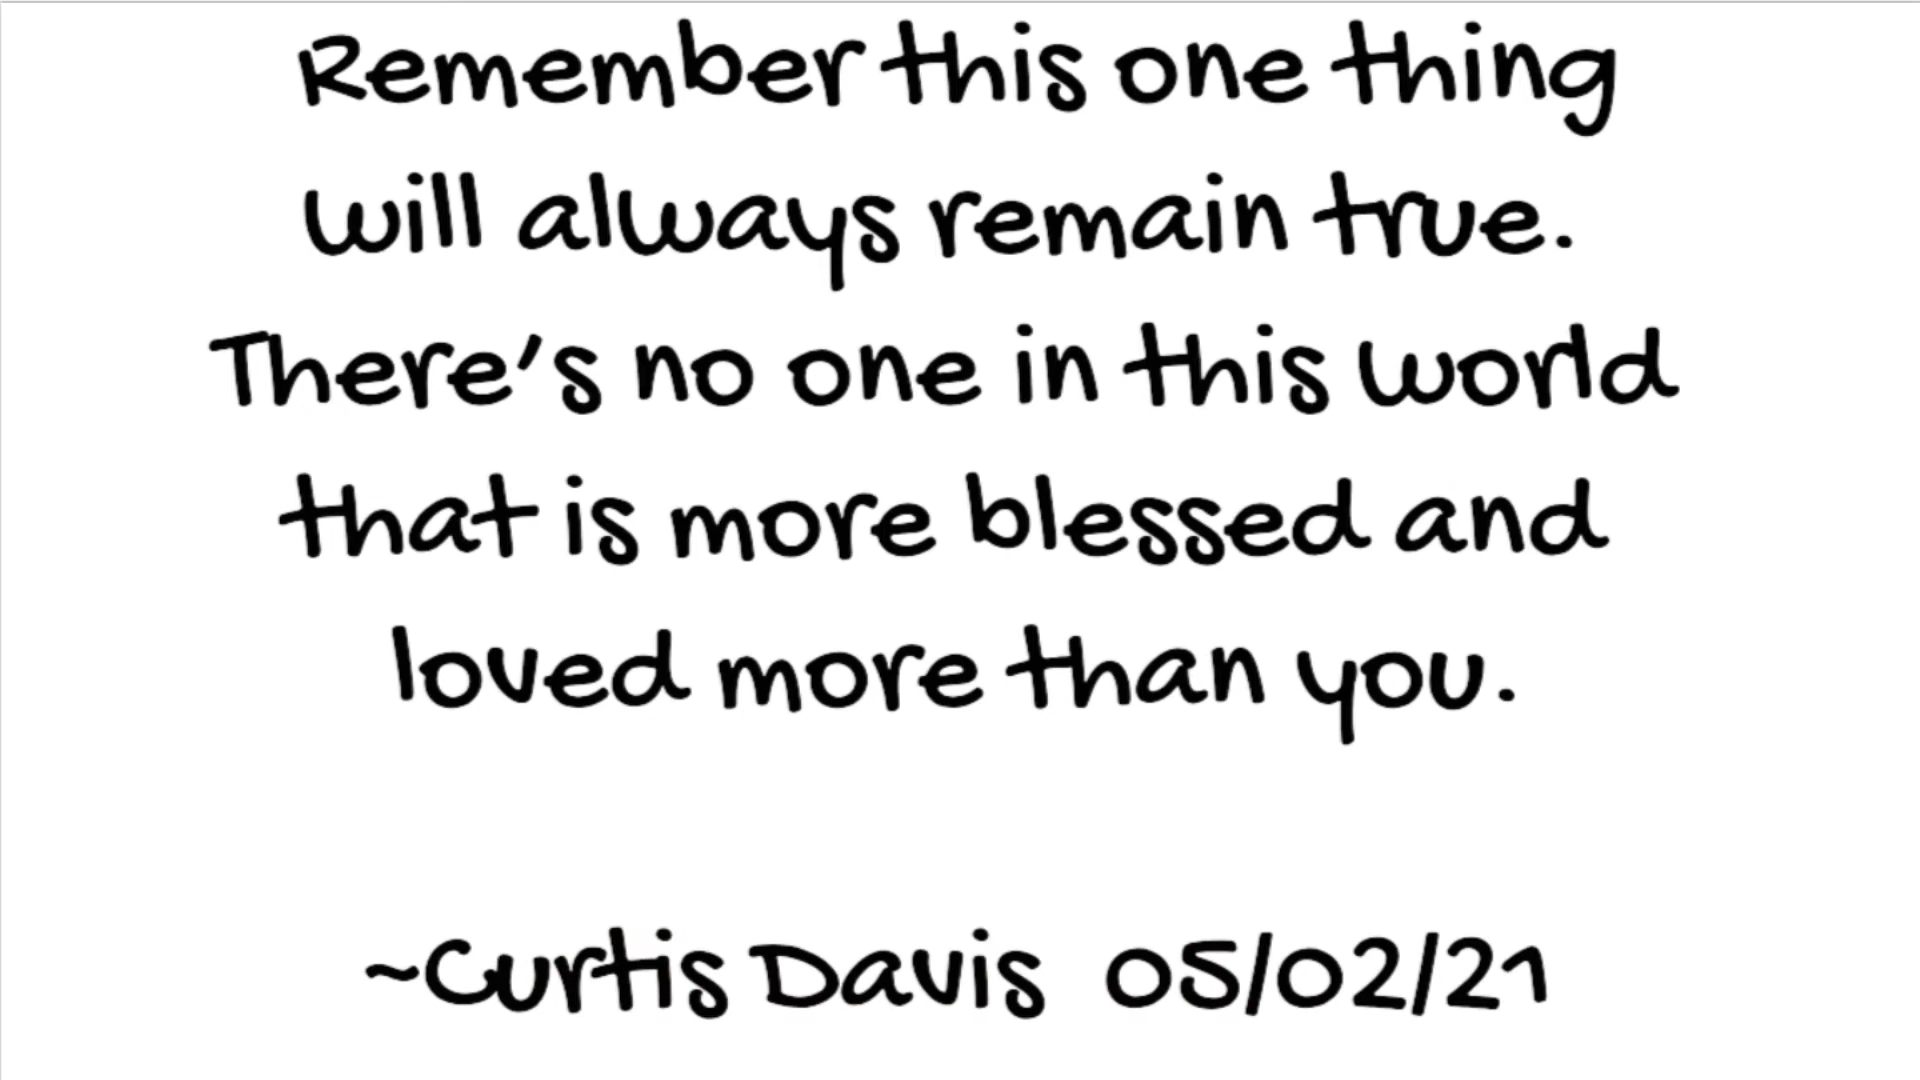 Remember this one thing
will always remain true.
There's no one in this world
that is more blessed and
loved more than you.
~Curtis Davis 05/02/21